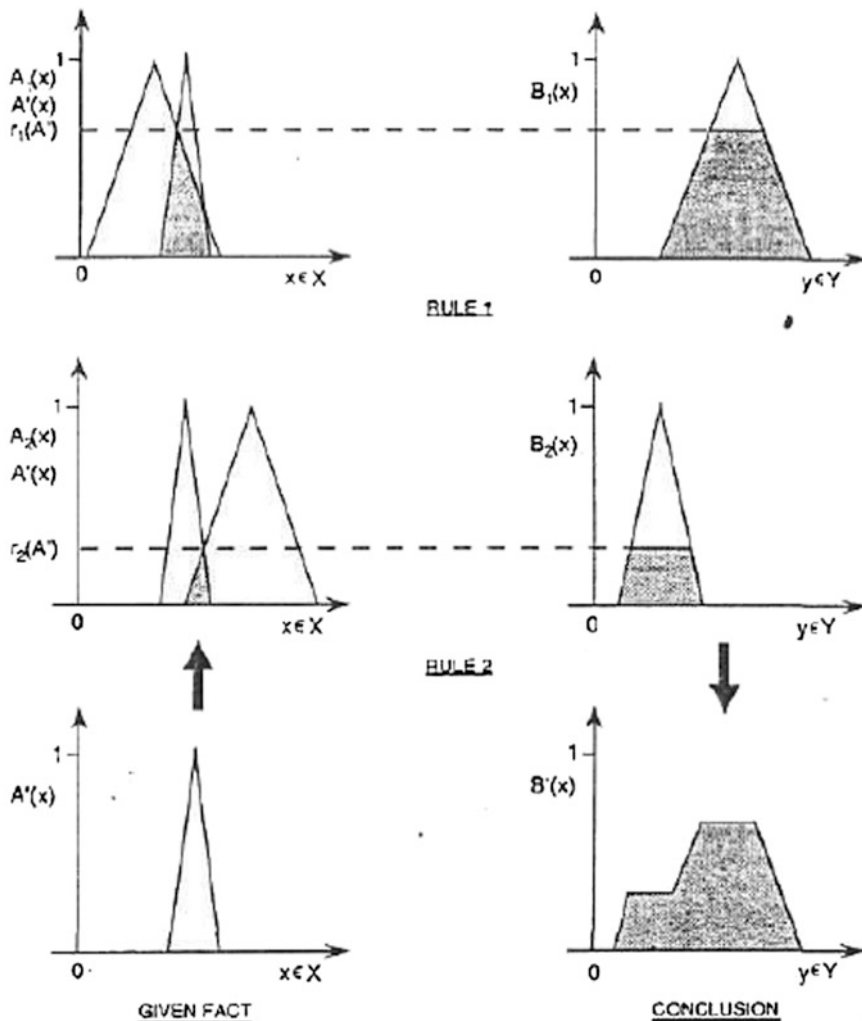 1
A₁(x)
A'(x)
r₁(A')
0
x∈X
1
B₁(x)
0
y∈Y
RULE 1
1
A₂(x)
A'(x)
r₂(A')
0
x∈X
1
B₂(x)
0
y∈Y
RULE 2
1
A'(x)
0
x∈X
GIVEN FACT
1
B'(x)
0
y∈Y
CONCLUSION